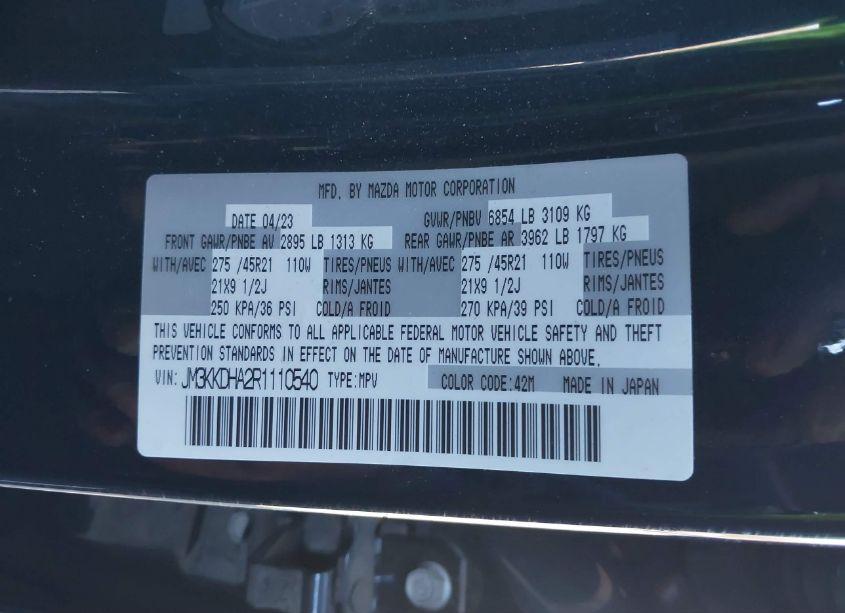 MFD. BY MAZDA MOTOR CORPORATION
DATE 04/23 GVWR/PNBV 6854 LB 3109 KG
FRONT GAWR/PNBE AV 2895 LB 1313 KG REAR GAWR/PNBE AR 3962 LB 1797 KG
WITH/AVEC 275 /45R21 110W TIRES/PNEUS WITH/AVEC 275 /45R21 110W TIRES/PNEUS
21X9 1/2J RIMS/JANTES 21X9 1/2J RIMS/JANTES
250 KPA/36 PSI COLD/A FROID 270 KPA/39 PSI COLD/A FROID
THIS VEHICLE CONFORMS TO ALL APPLICABLE FEDERAL MOTOR VEHICLE SAFETY AND THEFT
PREVENTION STANDARDS IN EFFECT ON THE DATE OF MANUFACTURE SHOWN ABOVE.
VIN: JM3KKDHA2R1110540 TYPE:MPV COLOR CODE:42M MADE IN JAPAN